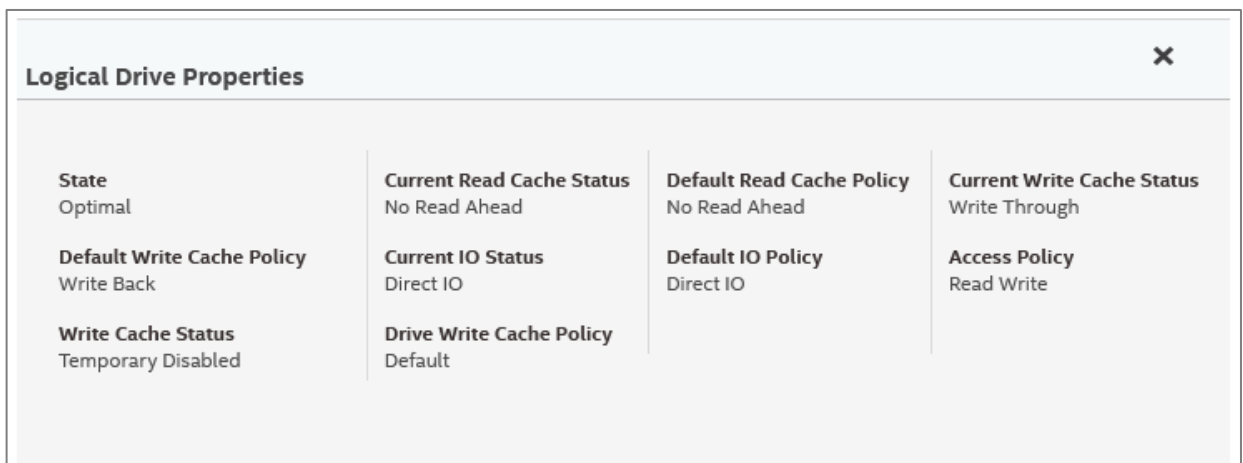 Logical Drive Properties
State
Optimal
Current Read Cache Status
No Read Ahead
Default Read Cache Policy
No Read Ahead
Current Write Cache Status
Write Through
Default Write Cache Policy
Write Back
Current IO Status
Direct IO
Default IO Policy
Direct IO
Access Policy
Read Write
Write Cache Status
Temporary Disabled
Drive Write Cache Policy
Default